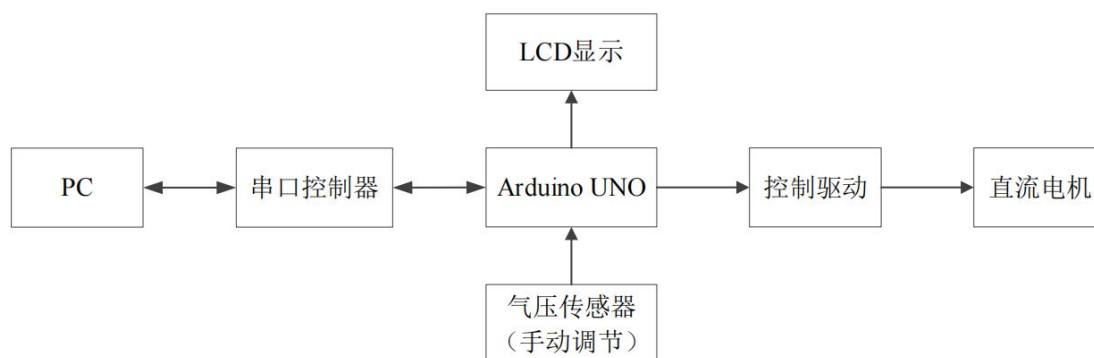 LCD显示
PC
串口控制器
Arduino UNO
控制驱动
直流电机
气压传感器
（手动调节）